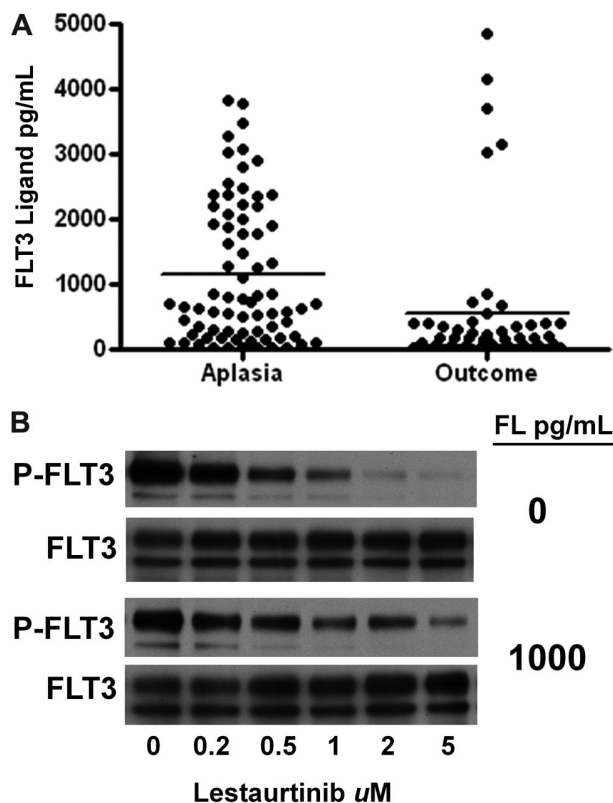 A
FLT3 Ligand pg/mL
5000
4000
3000
2000
1000
0
Aplasia Outcome
B
FL pg/mL
P-FLT3
0
FLT3
P-FLT3
1000
FLT3
0 0.2 0.5 1 2 5
Lestaurtinib uM